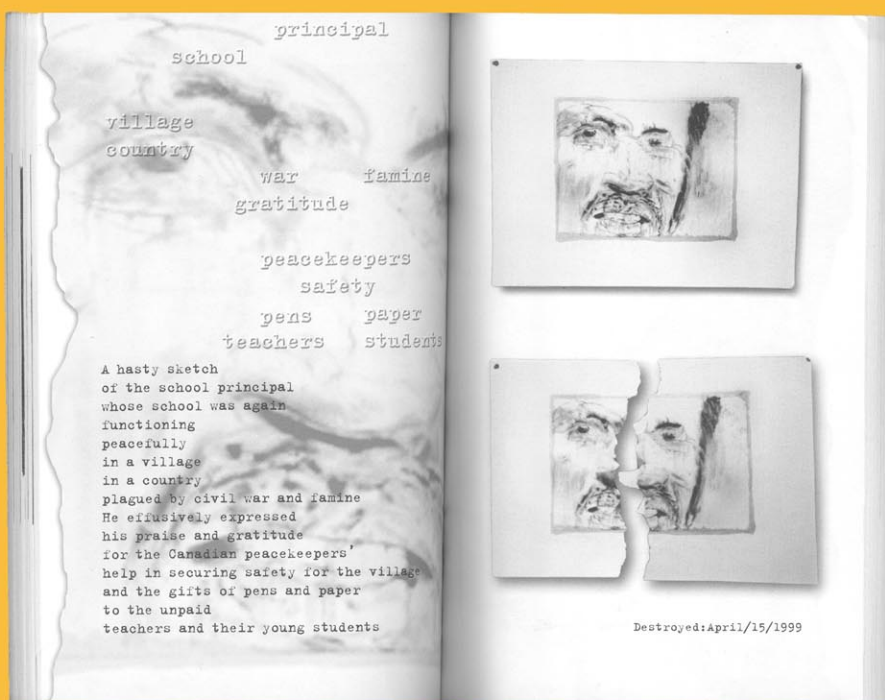 principal
school
village
country
war famine
gratitude
peacekeepers
safety
pens paper
teachers students
A hasty sketch
of the school principal
whose school was again
functioning
peacefully
in a village
in a country
plagued by civil war and famine
He effusively expressed
his praise and gratitude
for the Canadian peacekeepers'
help in securing safety for the village
and the gifts of pens and paper
to the unpaid
teachers and their young students
Destroyed:April/15/1999